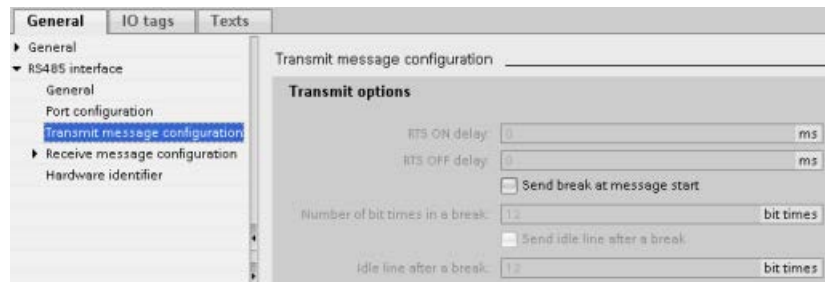 General IO tags Texts
General
RS485 interface
General
Port configuration
Transmit message configuration
Receive message configuration
Hardware identifier
Transmit message configuration
Transmit options
RTS ON delay: 0 ms
RTS OFF delay: 0 ms
Send break at message start
Number of bit times in a break: 12 bit times
Send idle line after a break
Idle line after a break: 12 bit times